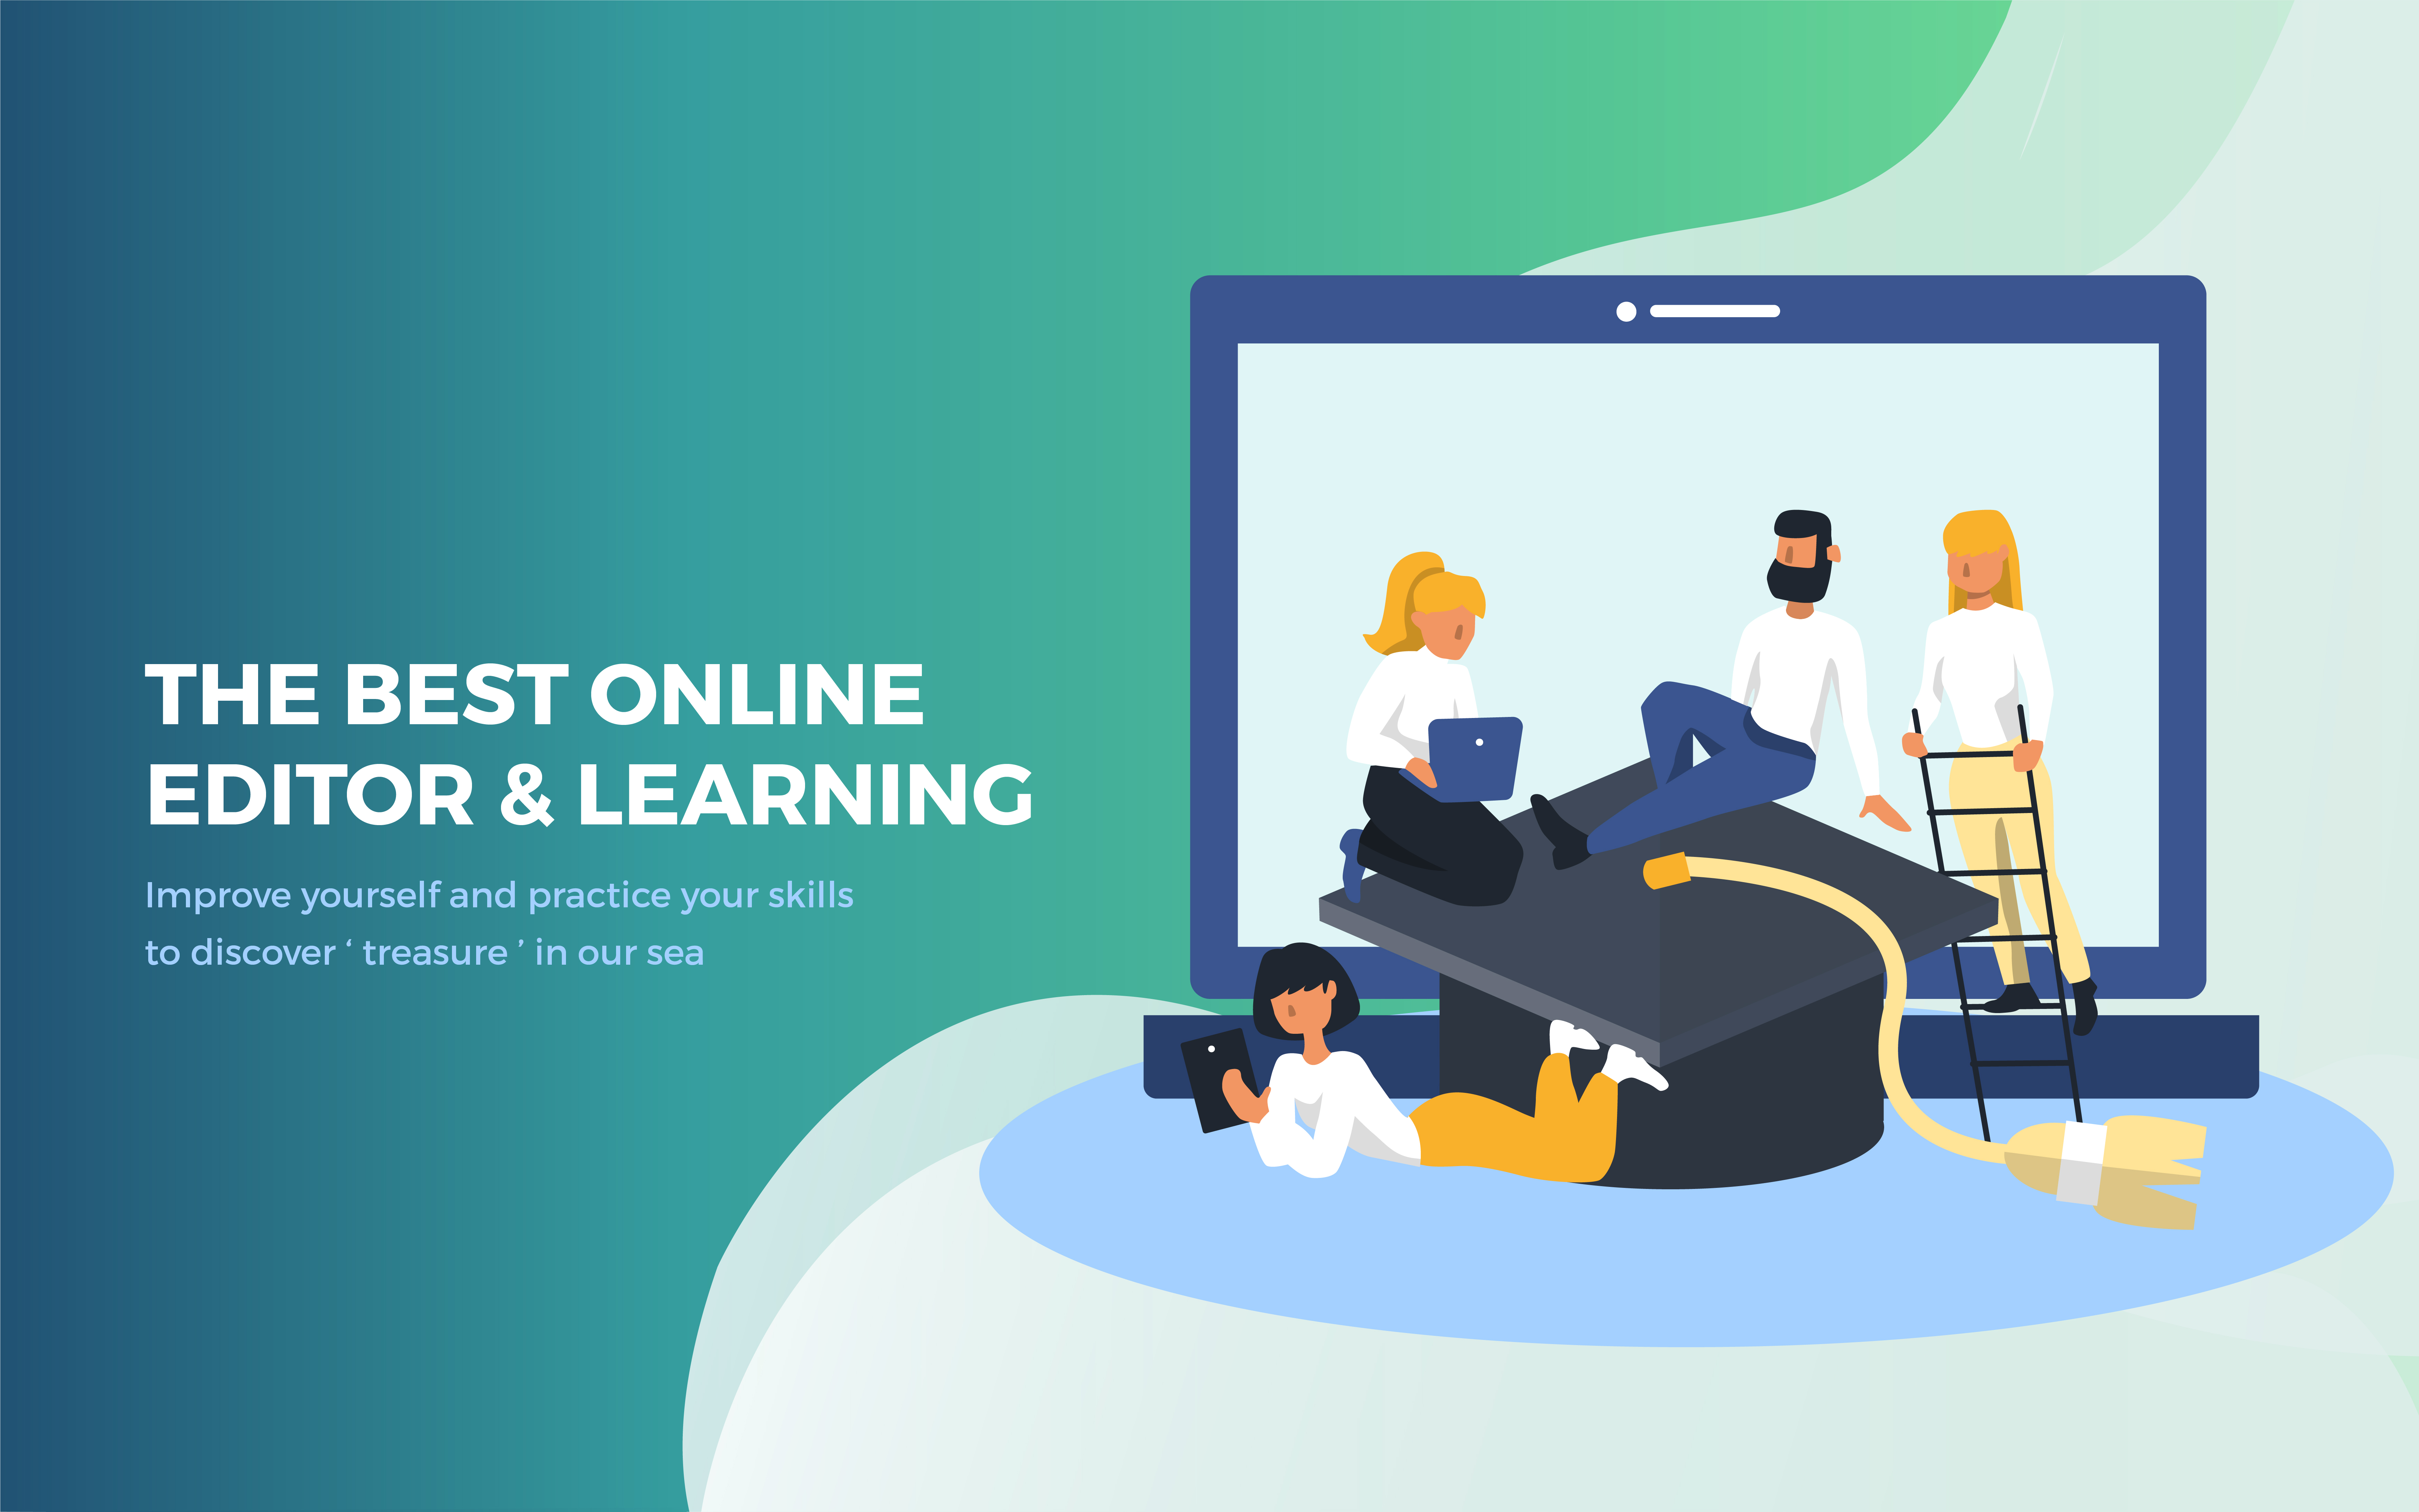 THE BEST ONLINE
EDITOR & LEARNING
Improve yourself and practice your skills
to discover ‘ treasure ’ in our sea